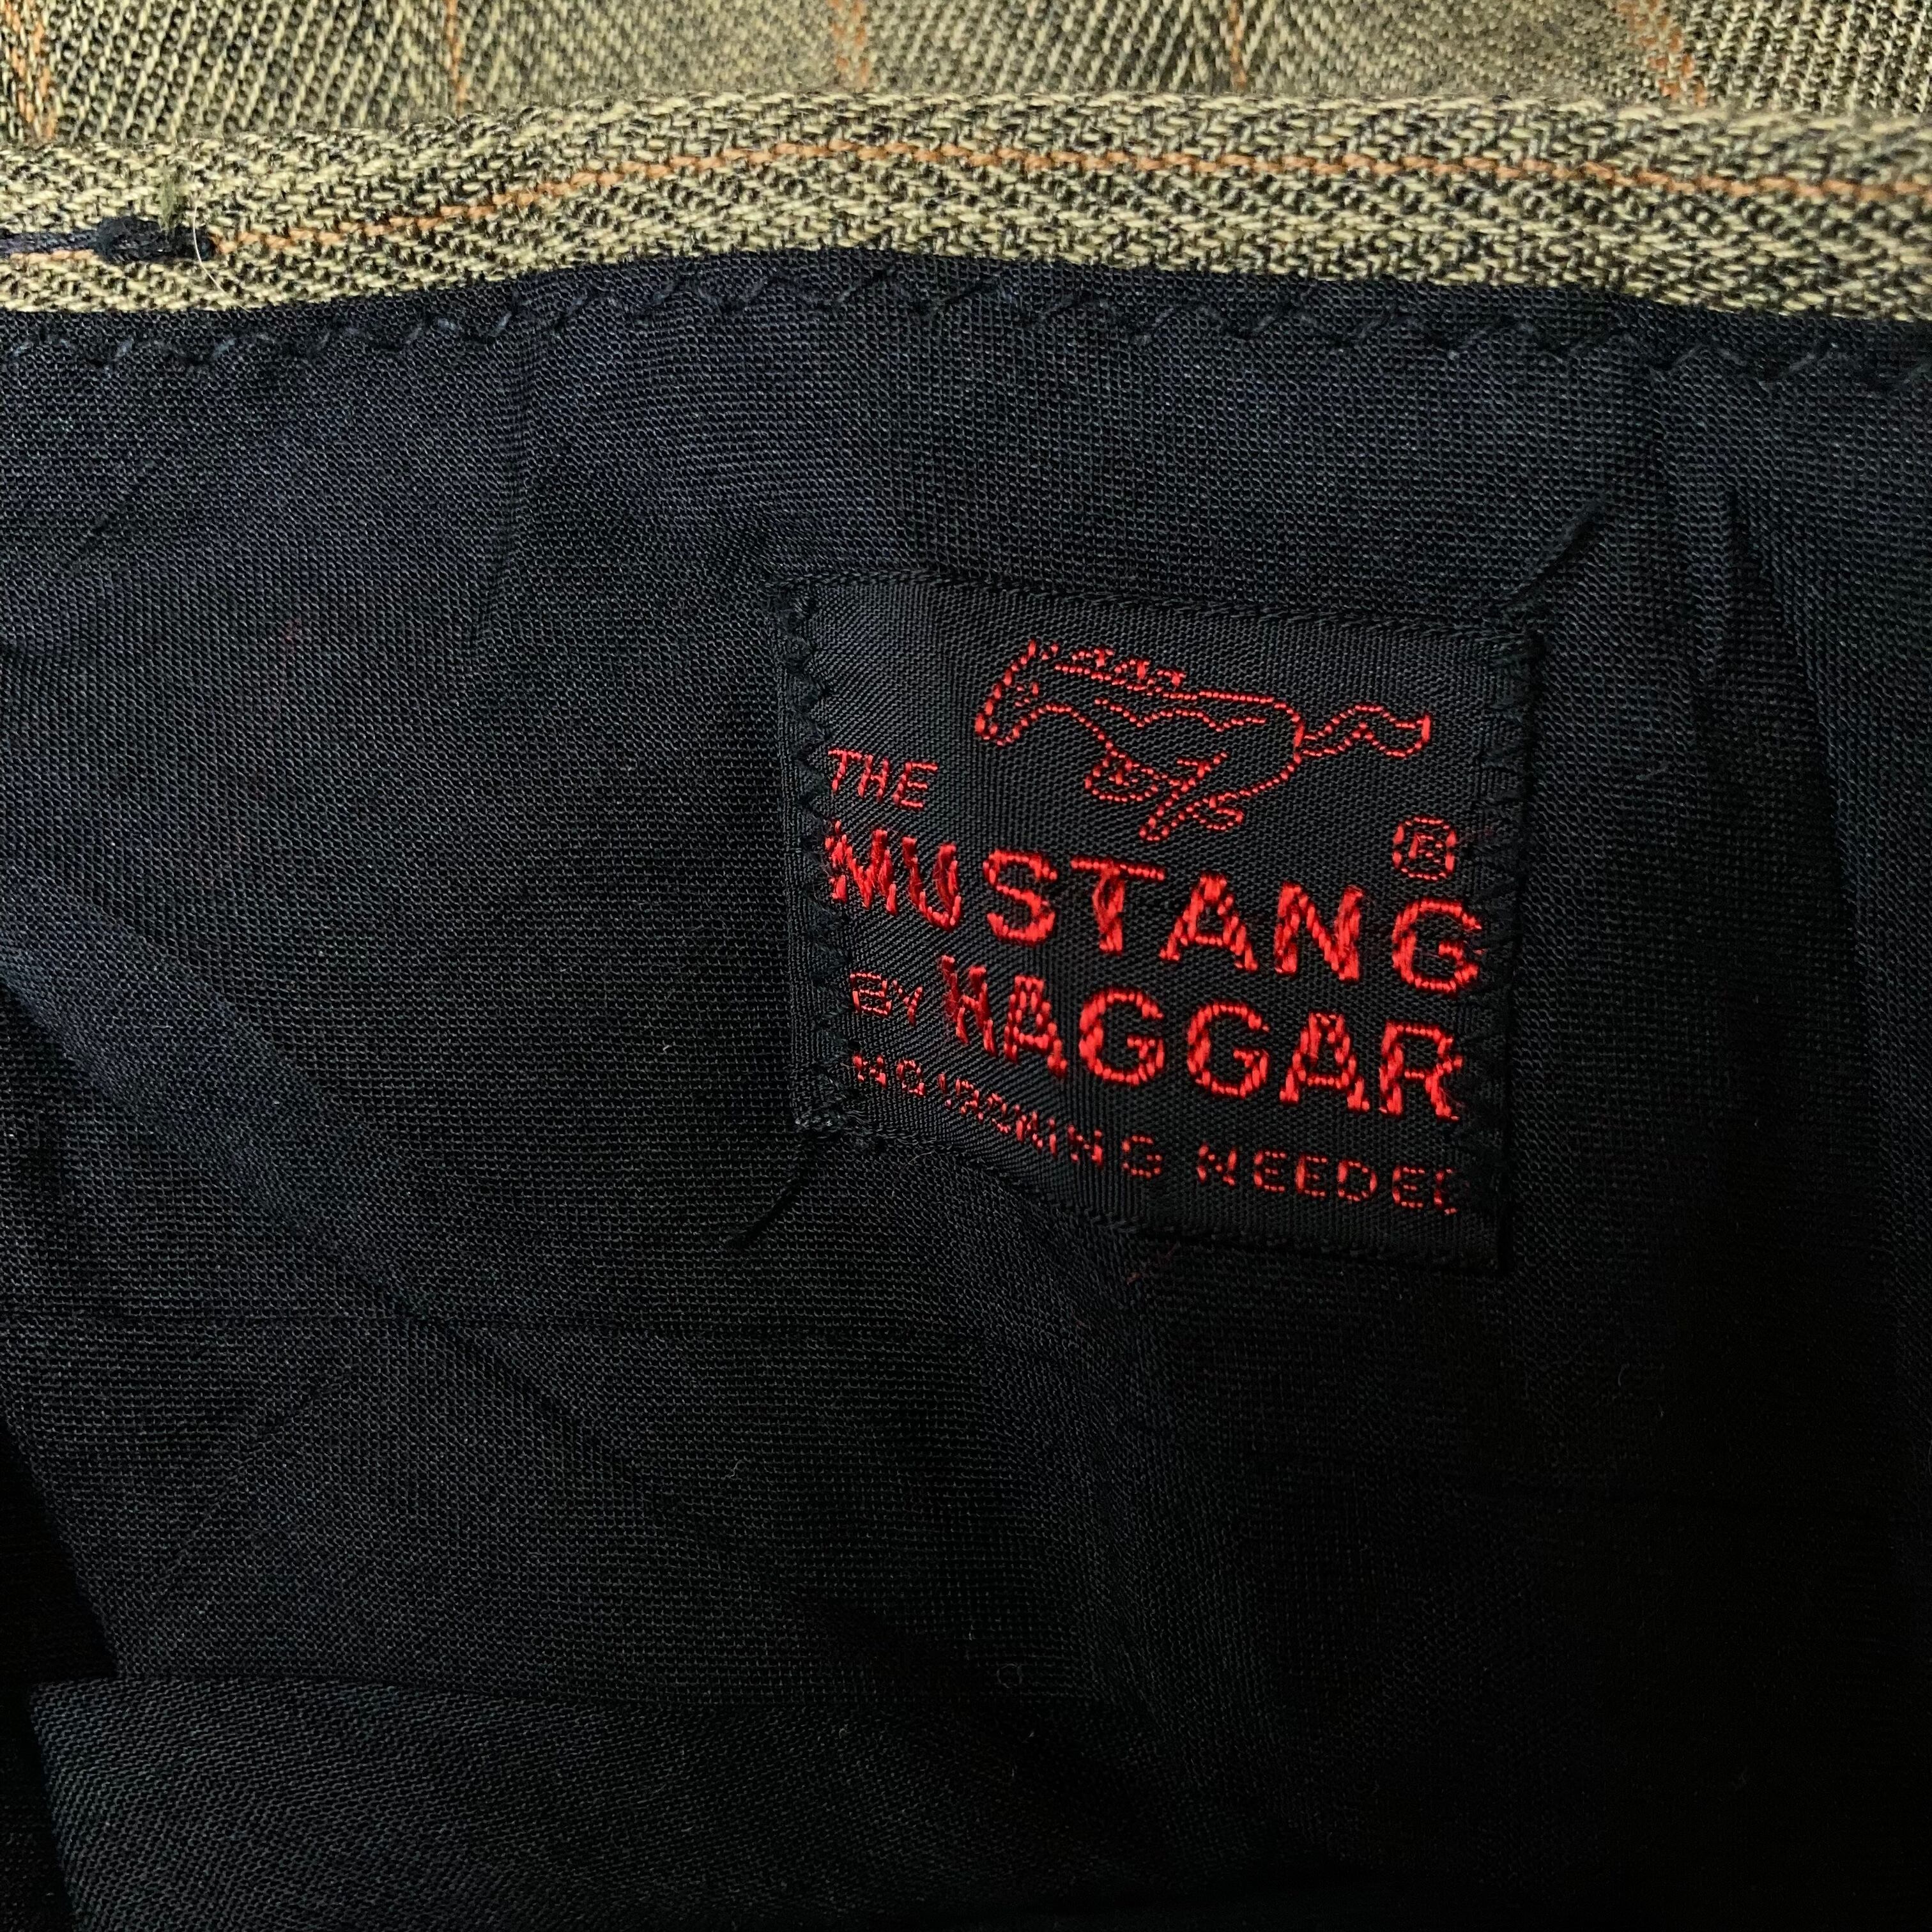 THE
MUSTANG®
BY HAGGAR
NO IRONING NEEDED